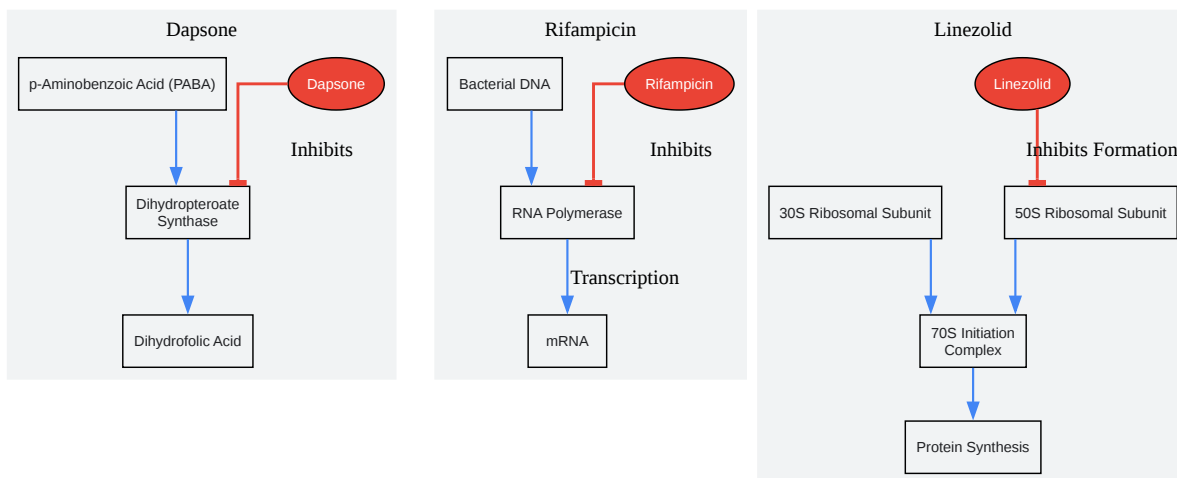 Dapsone
p-Aminobenzoic Acid (PABA)
Dapsone
Inhibits
Dihydropteroate
Synthase
Dihydrofolic Acid
Rifampicin
Bacterial DNA
Rifampicin
Inhibits
RNA Polymerase
Transcription
mRNA
Linezolid
Linezolid
Inhibits Formation
30S Ribosomal Subunit
50S Ribosomal Subunit
70S Initiation
Complex
Protein Synthesis